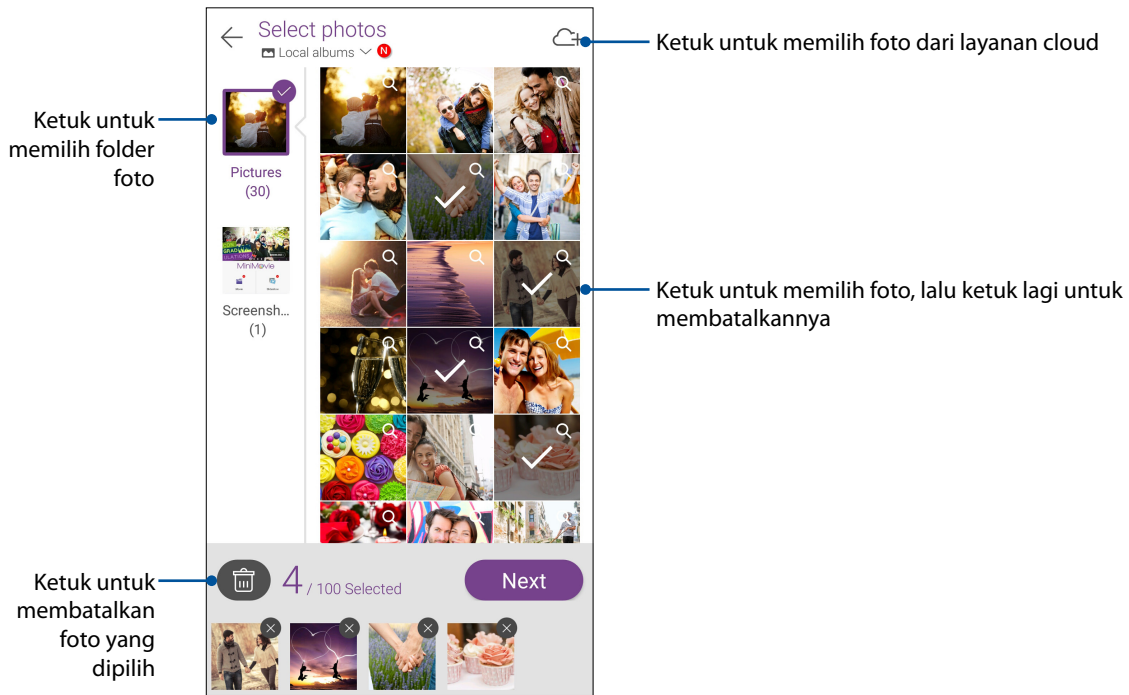 Select photos
Local albums N
Ketuk untuk memilih foto dari layanan cloud
Ketuk untuk
memilih folder
foto
Pictures
(30)
MiniMovie
Screensh...
(1)
Ketuk untuk memilih foto, lalu ketuk lagi untuk
membatalkannya
Ketuk untuk
membatalkan
foto yang
dipilih
4 / 100 Selected
Next